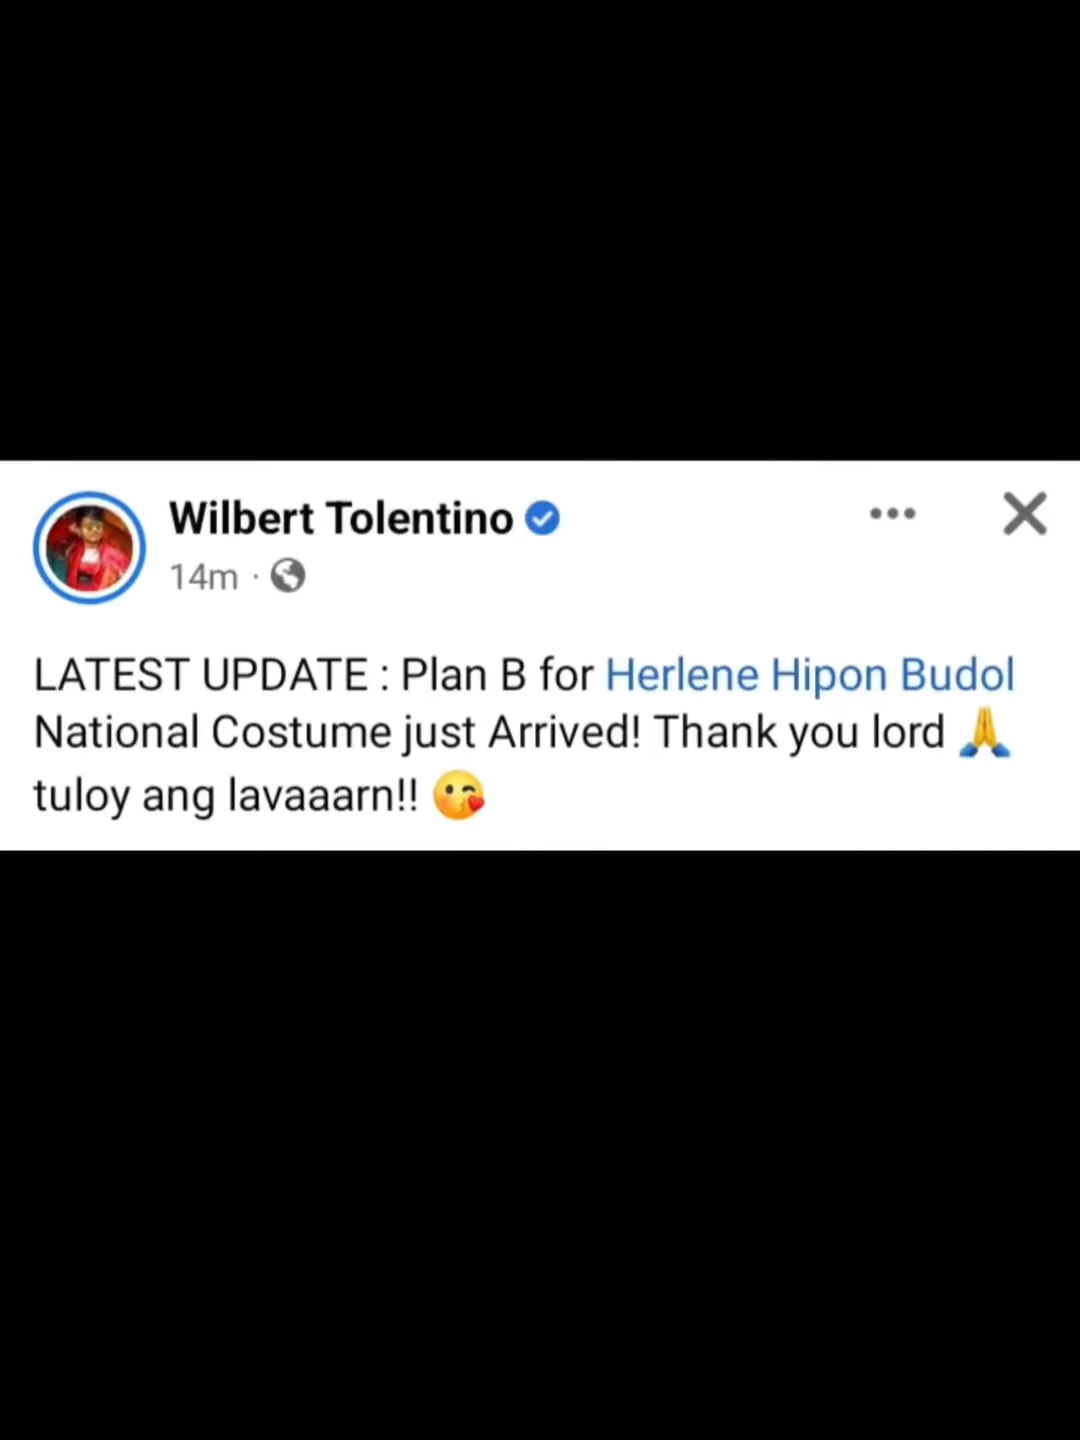 Wilbert Tolentino
14m ·
LATEST UPDATE : Plan B for Herlene Hipon Budol
National Costume just Arrived! Thank you lord 🙏
tuloy ang lavaaarn!! 😘